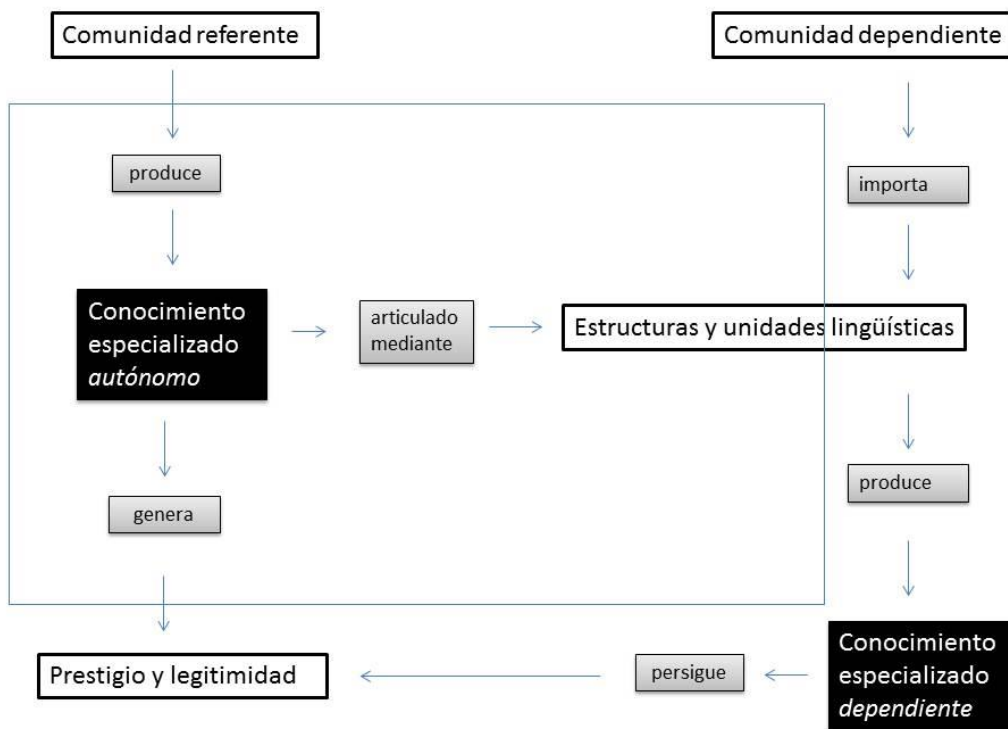 Comunidad referente
Comunidad dependiente
produce
importa
Conocimiento
especializado
autónomo
articulado
mediante
Estructuras y unidades lingüísticas
genera
produce
Prestigio y legitimidad
persigue
Conocimiento
especializado
dependiente